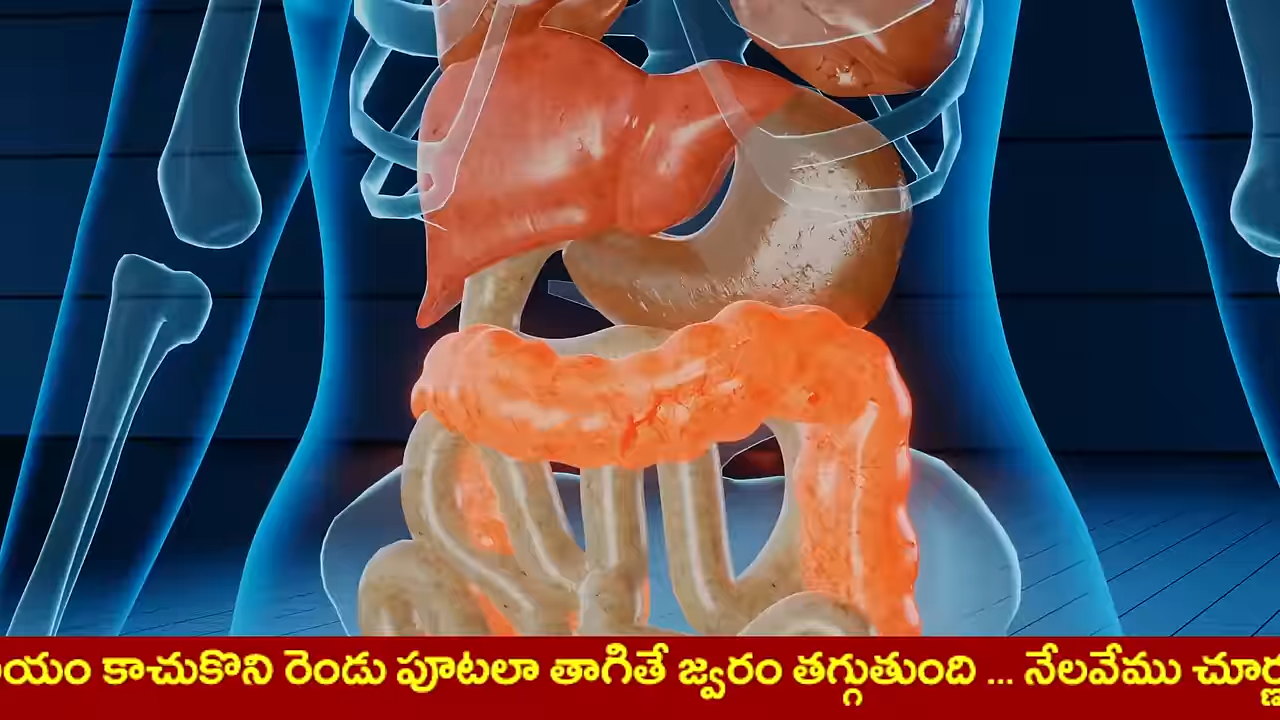 యం కాచుకొని రెండు పూటలా తాగితే జ్వరం తగ్గుతుంది ... నేలవేము